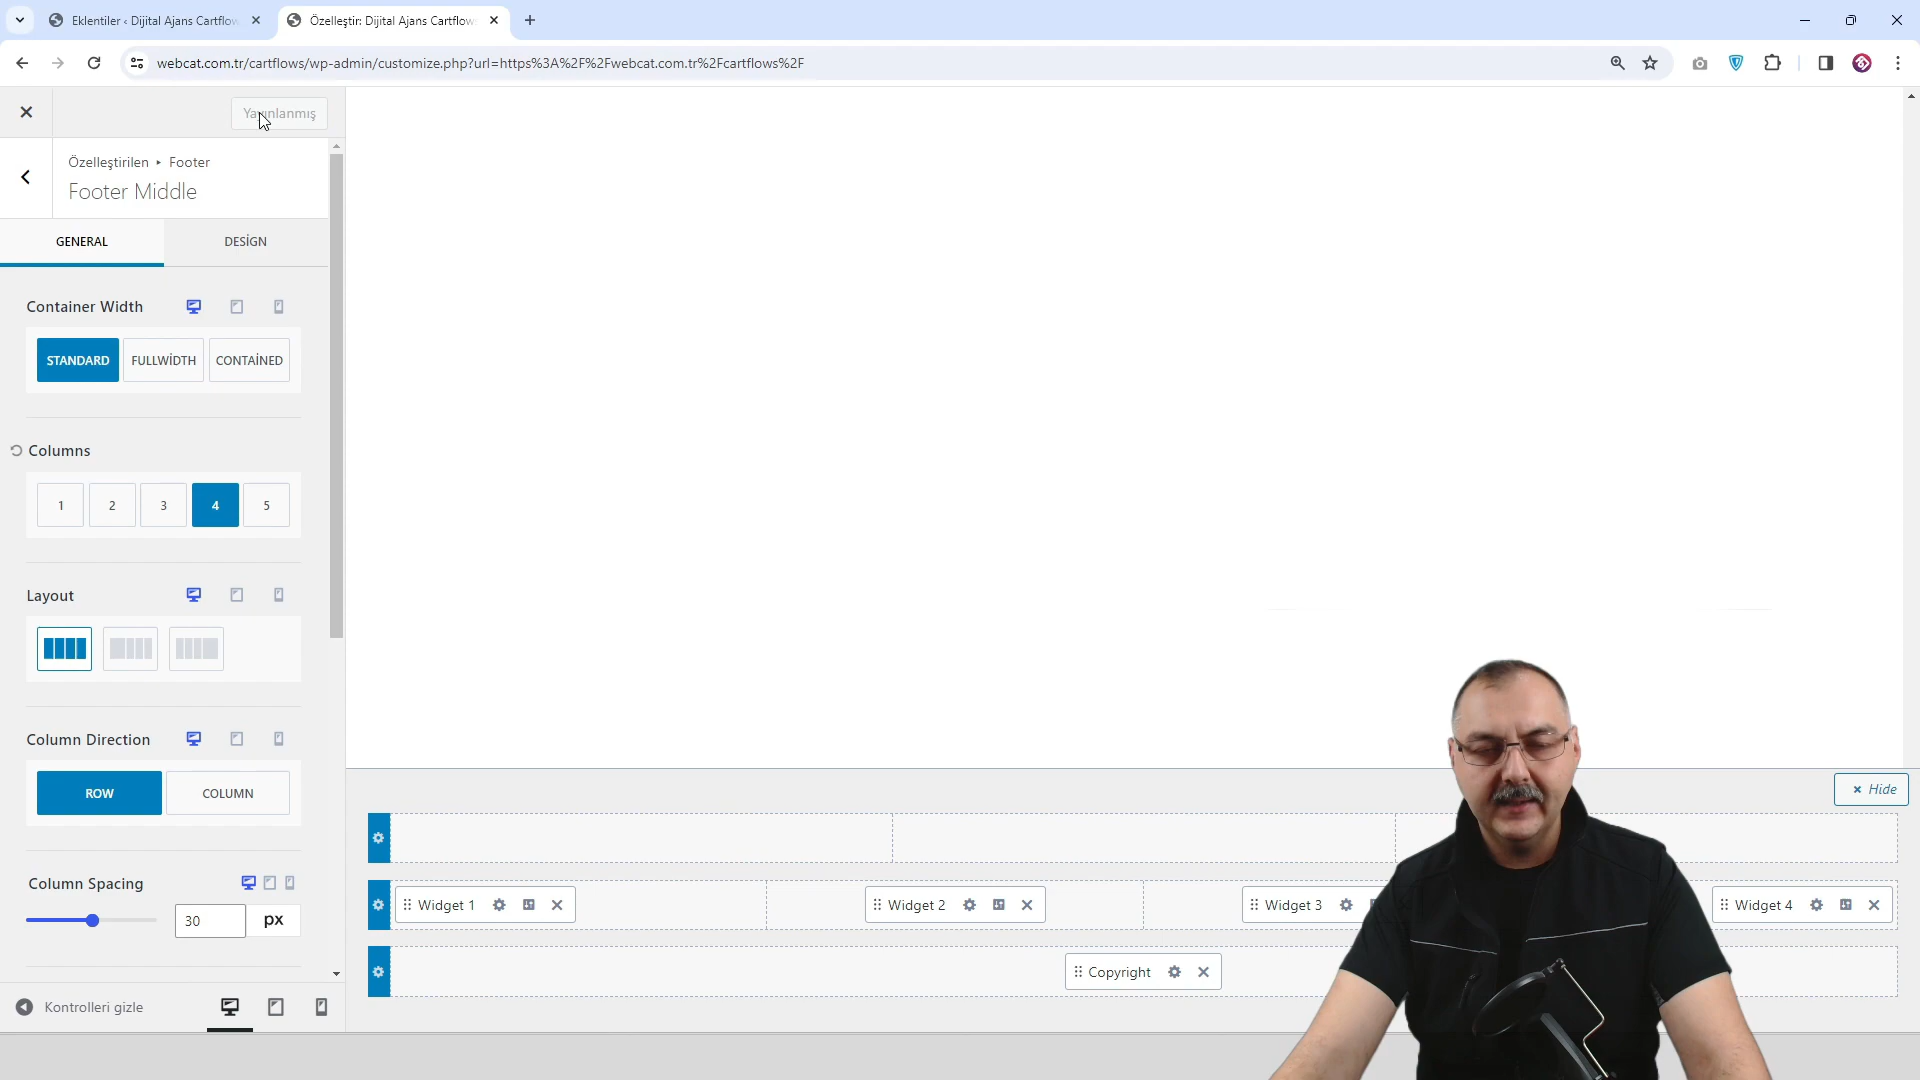 Eklentiler ‹ Dijital Ajans Cartflow
Özelleştir: Dijital Ajans Cartflow
webcat.com.tr/cartflows/wp-admin/customize.php?url=https%3A%2F%2Fwebcat.com.tr%2Fcartflows%2F
Yayınlanmış
Özelleştirilen ▸ Footer
Footer Middle
GENERAL
DESİGN
Container Width
STANDARD
FULLWİDTH
CONTAİNED
Columns
1
2
3
4
5
Layout
Column Direction
ROW
COLUMN
Column Spacing
30
px
Kontrolleri gizle
× Hide
Widget 1
Widget 2
Widget 3
Widget 4
Copyright